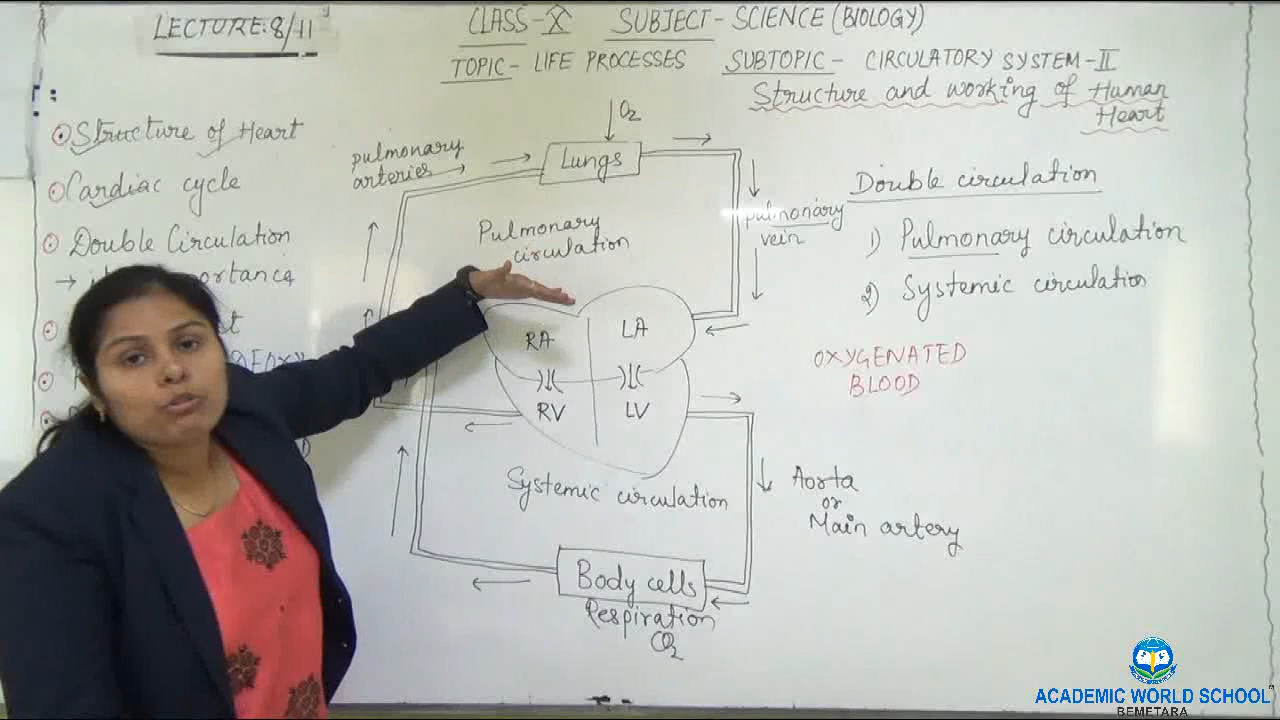 LECTURE: 8/11
CLASS-X SUBJECT- SCIENCE (BIOLOGY)
TOPIC- LIFE PROCESSES SUBTOPIC- CIRCULATORY SYSTEM-II
Structure and working of Human
Heart
Structure of Heart
Cardiac cycle
Double Circulation
O2
Lungs
pulmonary
arteries
Pulmonary
circulation
pulmonary
vein
RA
LA
RV
LV
Systemic circulation
Aorta
or
Main artery
Body cells
Respiration
CO2
Double circulation
1) Pulmonary circulation
2) Systemic circulation
OXYGENATED
BLOOD
ACADEMIC WORLD SCHOOL
BEMETARA